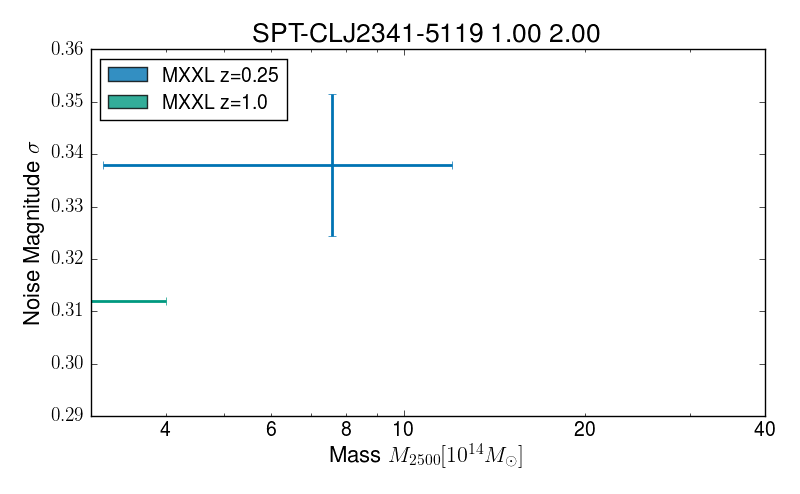 SPT-CLJ2341-5119 1.00 2.00
MXXL z=0.25
MXXL z=1.0
Noise Magnitude σ
0.36
0.35
0.34
0.33
0.32
0.31
0.30
0.29
4 6 8 10 20 40
Mass M₂₅₀₀[10¹⁴M☉]